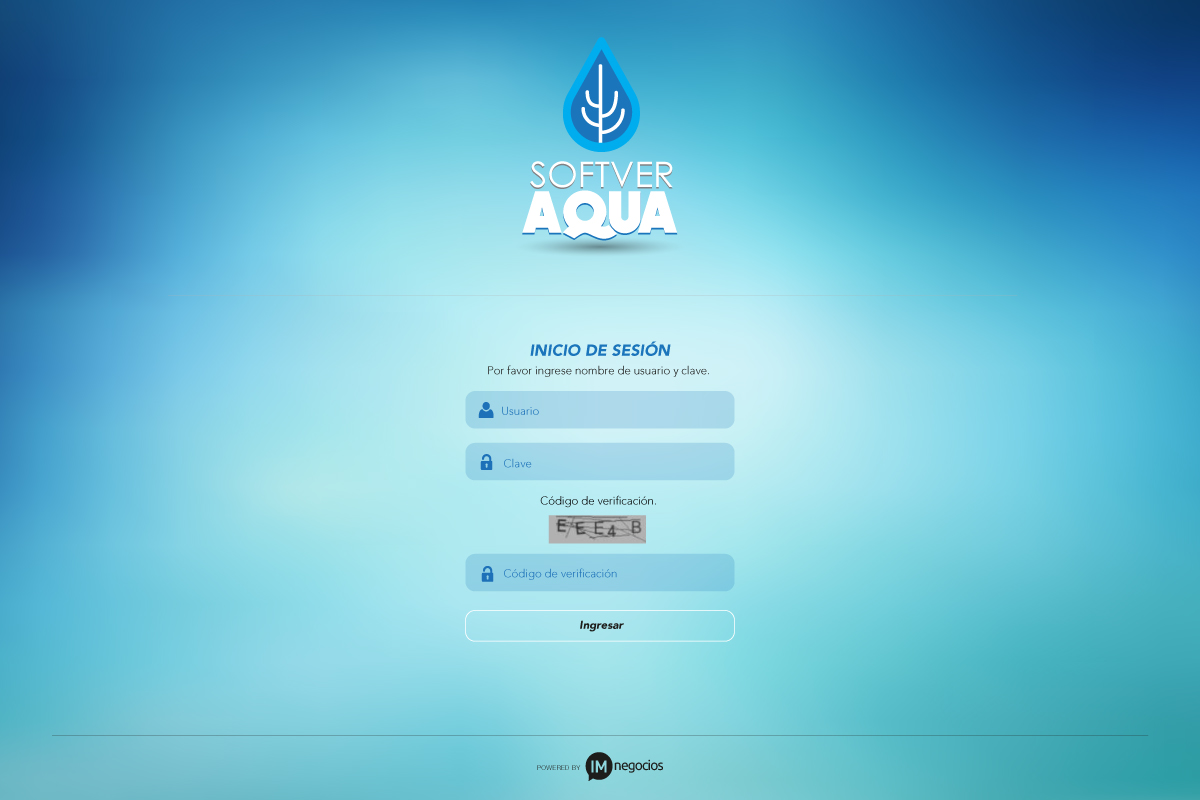 SOFTVER
AQUA
INICIO DE SESIÓN
Por favor ingrese nombre de usuario y clave.
Usuario
Clave
Código de verificación.
E E E 4 B
Código de verificación
Ingresar
POWERED BY IM negocios